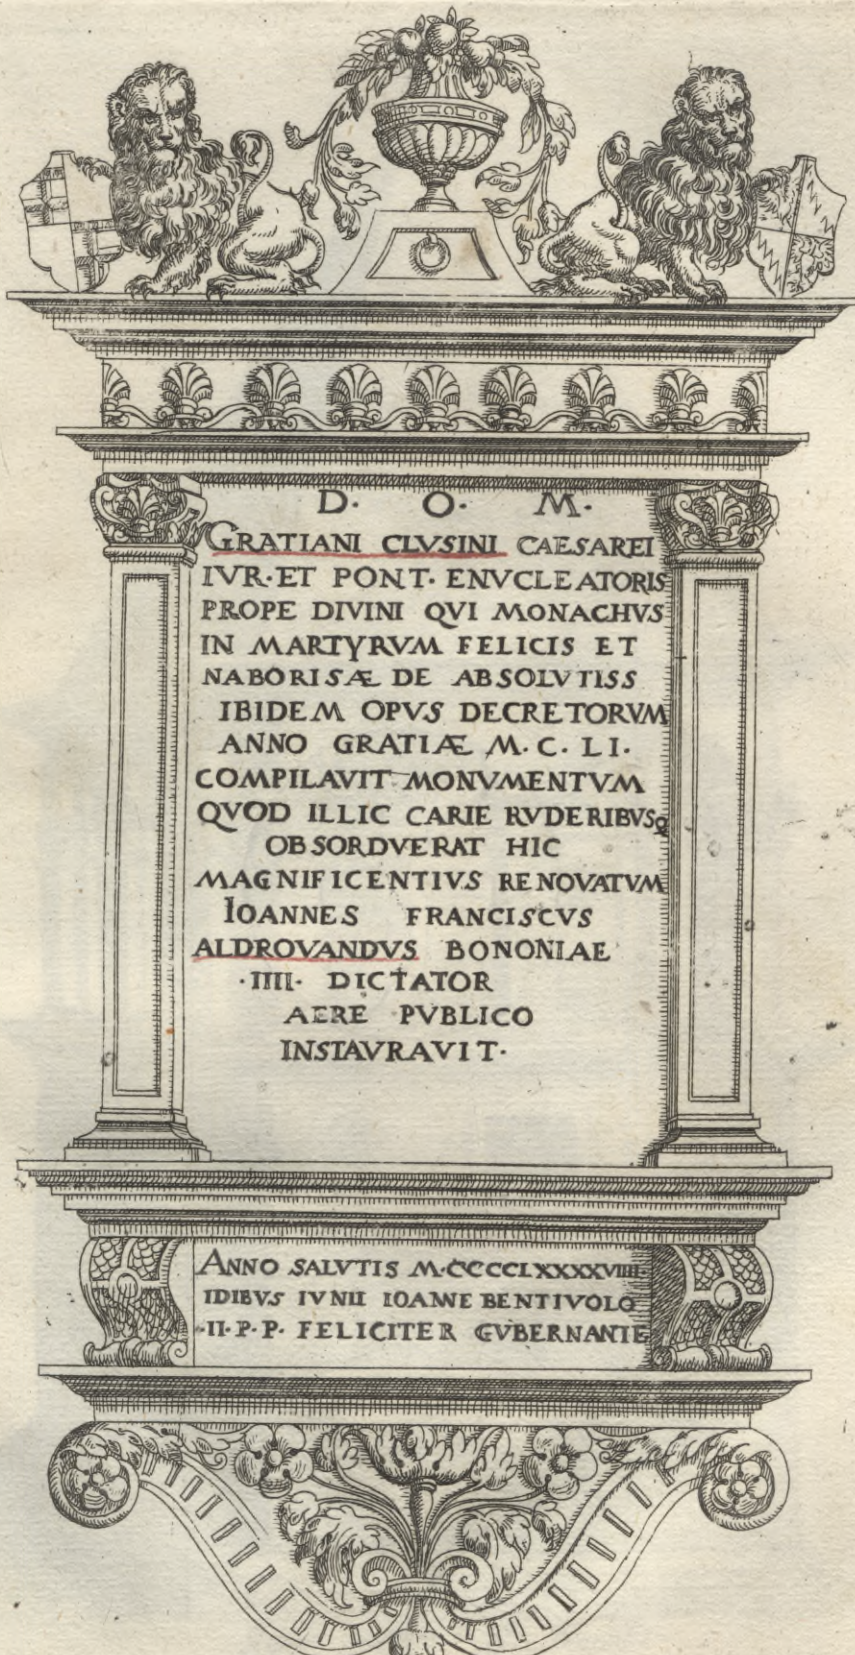 D. O. M.
GRATIANI CLVSINI CAESAREI
IVR·ET PONT· ENVCLEATORIS
PROPE DIVINI QVI MONACHVS
IN MARTYRVM FELICIS ET
NABORIS ÆDE ABSOLVTISS
IBIDEM OPVS DECRETORVM
ANNO GRATIÆ M·C·LI·
COMPILAVIT MONVMENTVM
QVOD ILLIC CARIE RVDERIBVSQ
OBSORDVERAT HIC
MAGNIFICENTIVS RENOVATVM
IOANNES FRANCISCVS
ALDROVANDVS BONONIAE
·IIII· DICTATOR
AERE PVBLICO
INSTAVRAVIT·
ANNO SALVTIS M·CCCCLXXXXVIIII·
IDIBVS IVNII IOANNE BENTIVOLO
·II·P·P· FELICITER GVBERNANTE